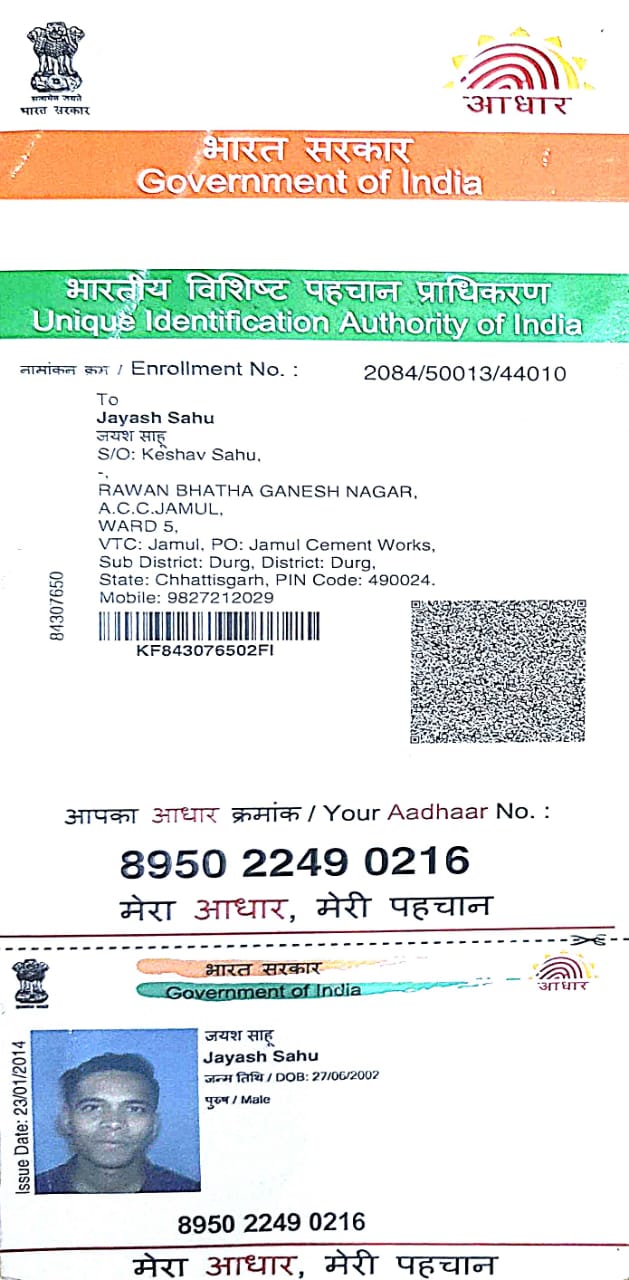 सत्यमेव जयते
भारत सरकार
आधार
भारत सरकार
Government of India
भारतीय विशिष्ट पहचान प्राधिकरण
Unique Identification Authority of India
नामांकन क्रम / Enrollment No. : 2084/50013/44010
To
Jayash Sahu
जयश साहू
S/O: Keshav Sahu,
-,
RAWAN BHATHA GANESH NAGAR,
A.C.C.JAMUL,
WARD 5,
VTC: Jamul, PO: Jamul Cement Works,
Sub District: Durg, District: Durg,
State: Chhattisgarh, PIN Code: 490024.
Mobile: 9827212029
84307650
KF843076502FI
आपका आधार क्रमांक / Your Aadhaar No. :
8950 2249 0216
मेरा आधार, मेरी पहचान
भारत सरकार
Government of India
आधार
Issue Date: 23/01/2014
जयश साहू
Jayash Sahu
जन्म तिथि / DOB: 27/06/2002
पुरुष / Male
8950 2249 0216
मेरा आधार, मेरी पहचान